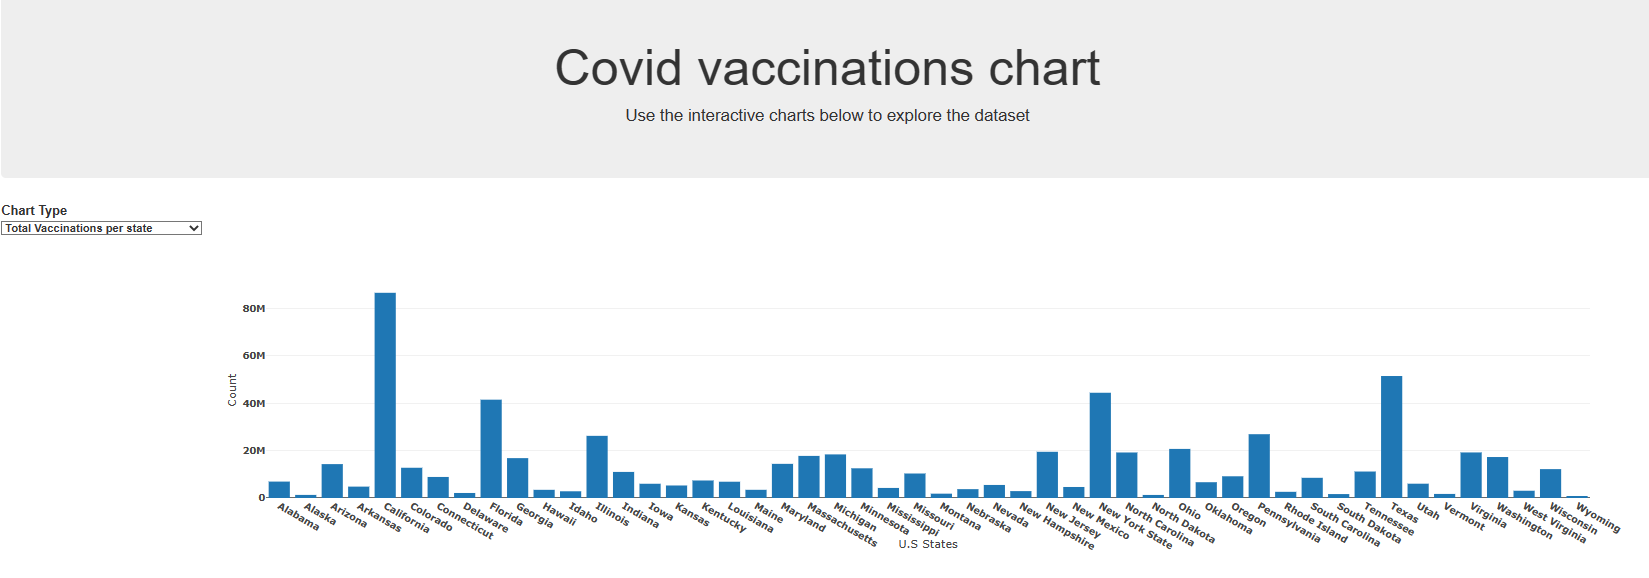 Covid vaccinations chart
Use the interactive charts below to explore the dataset
Chart Type
Total Vaccinations per state
80M
60M
40M
20M
0
Count
Alabama
Alaska
Arizona
Arkansas
California
Colorado
Connecticut
Delaware
Florida
Georgia
Hawaii
Idaho
Illinois
Indiana
Iowa
Kansas
Kentucky
Louisiana
Maine
Maryland
Massachusetts
Michigan
Minnesota
Mississippi
Missouri
Montana
Nebraska
Nevada
New Hampshire
New Jersey
New Mexico
New York State
North Carolina
North Dakota
Ohio
Oklahoma
Oregon
Pennsylvania
Rhode Island
South Carolina
South Dakota
Tennessee
Texas
Utah
Vermont
Virginia
Washington
West Virginia
Wisconsin
Wyoming
U.S States